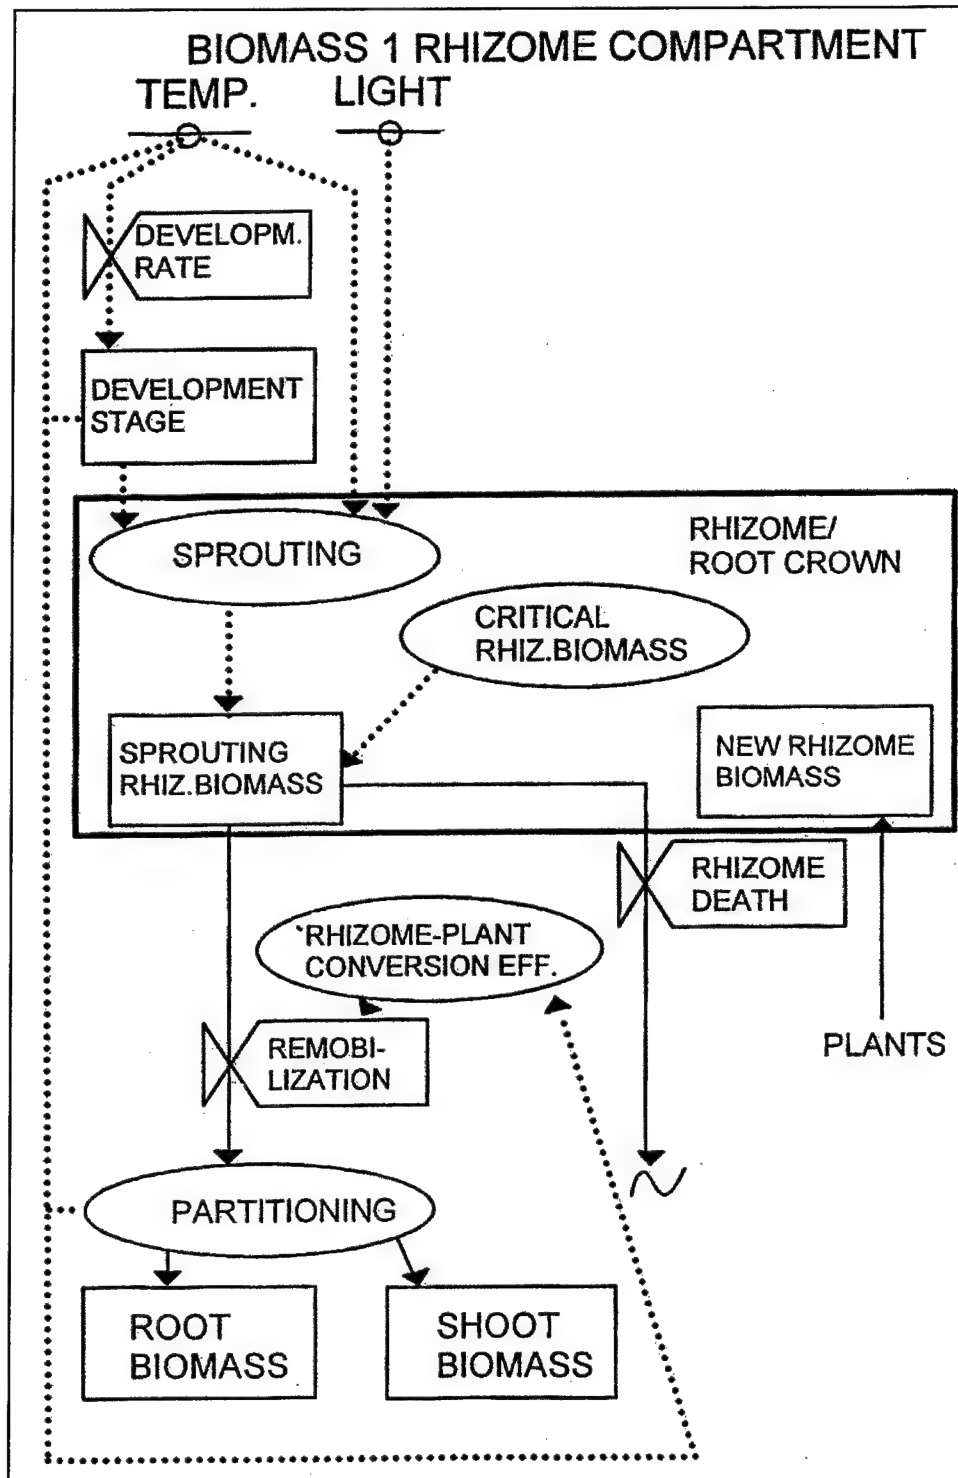 BIOMASS 1 RHIZOME COMPARTMENT
TEMP.
LIGHT
DEVELOPM.
RATE
DEVELOPMENT
STAGE
SPROUTING
RHIZOME/
ROOT CROWN
CRITICAL
RHIZ.BIOMASS
SPROUTING
RHIZ.BIOMASS
NEW RHIZOME
BIOMASS
RHIZOME
DEATH
RHIZOME-PLANT
CONVERSION EFF.
REMOBI-
LIZATION
PLANTS
PARTITIONING
ROOT
BIOMASS
SHOOT
BIOMASS